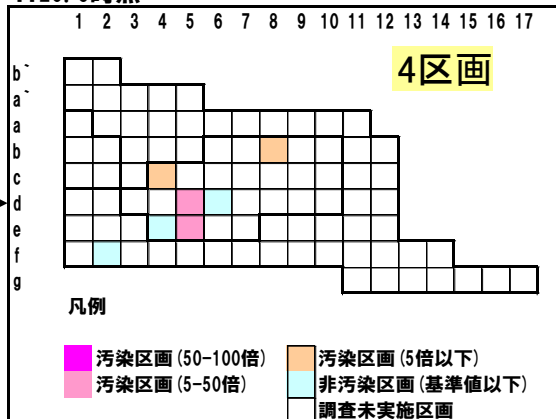 1 2 3 4 5 6 7 8 9 10 11 12 13 14 15 16 17
4区画
b`
a`
a
b
c
d
e
f
g
凡例
汚染区画(50-100倍) 汚染区画(5倍以下)
汚染区画(5-50倍) 非汚染区画(基準値以下)
調査未実施区画